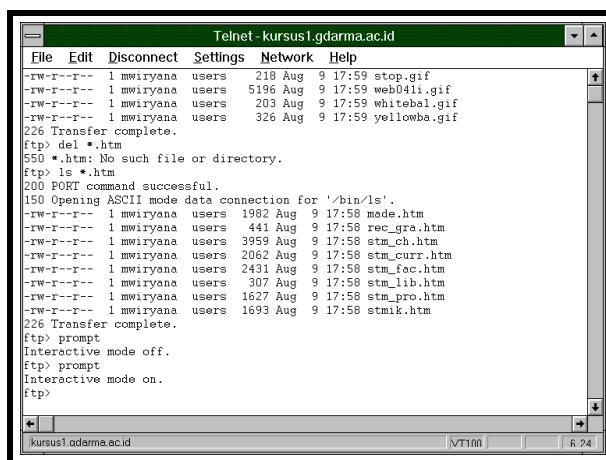 Telnet - kursus1.gdarma.ac.id
File Edit Disconnect Settings Network Help
-rw-r--r-- 1 mwiryana users 218 Aug 9 17:59 stop.gif
-rw-r--r-- 1 mwiryana users 5196 Aug 9 17:59 web041i.gif
-rw-r--r-- 1 mwiryana users 203 Aug 9 17:59 whitebal.gif
-rw-r--r-- 1 mwiryana users 326 Aug 9 17:59 yellowba.gif
226 Transfer complete.
ftp> del *.htm
550 *.htm: No such file or directory.
ftp> ls *.htm
200 PORT command successful.
150 Opening ASCII mode data connection for '/bin/ls'.
-rw-r--r-- 1 mwiryana users 1982 Aug 9 17:58 made.htm
-rw-r--r-- 1 mwiryana users 441 Aug 9 17:58 rec_gra.htm
-rw-r--r-- 1 mwiryana users 3959 Aug 9 17:58 stm_ch.htm
-rw-r--r-- 1 mwiryana users 2062 Aug 9 17:58 stm_curr.htm
-rw-r--r-- 1 mwiryana users 2431 Aug 9 17:58 stm_fac.htm
-rw-r--r-- 1 mwiryana users 307 Aug 9 17:58 stm_lib.htm
-rw-r--r-- 1 mwiryana users 1627 Aug 9 17:58 stm_pro.htm
-rw-r--r-- 1 mwiryana users 1693 Aug 9 17:58 stmik.htm
226 Transfer complete.
ftp> prompt
Interactive mode off.
ftp> prompt
Interactive mode on.
ftp>
kursus1.gdarma.ac.id VT100 6, 24